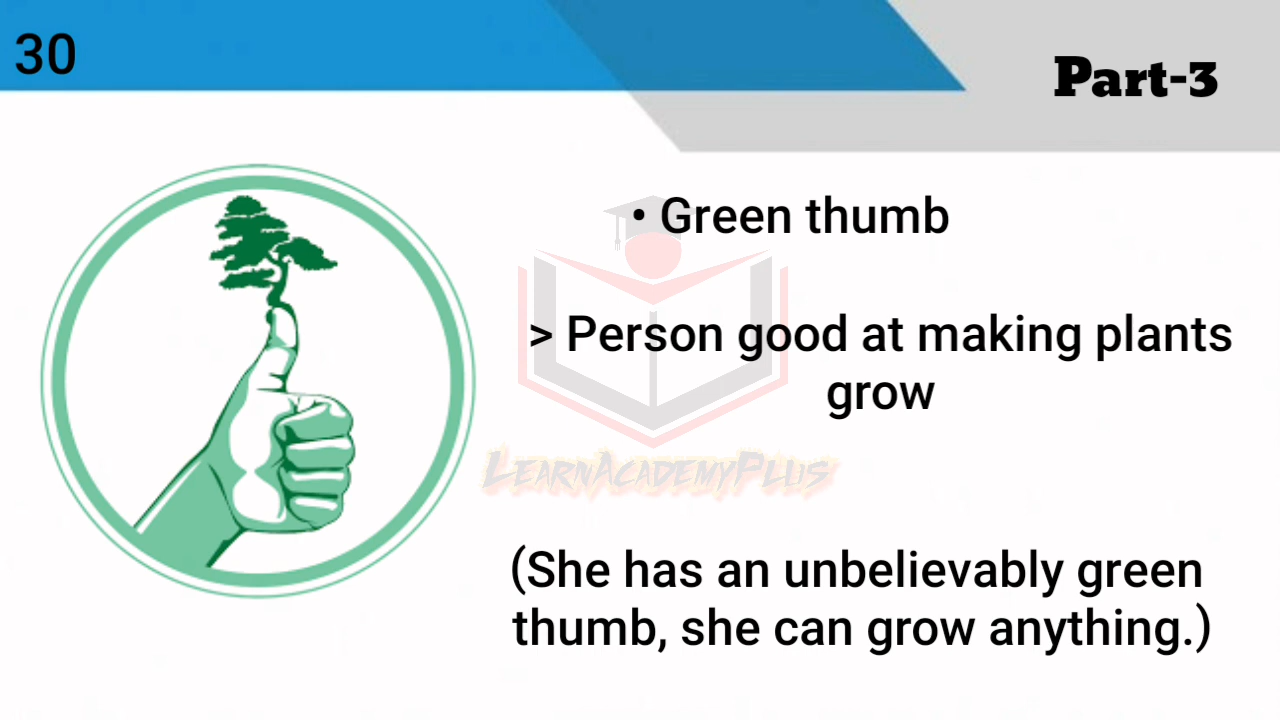 30
Part-3
• Green thumb
> Person good at making plants
grow
LearnAcademyPlus
(She has an unbelievably green
thumb, she can grow anything.)